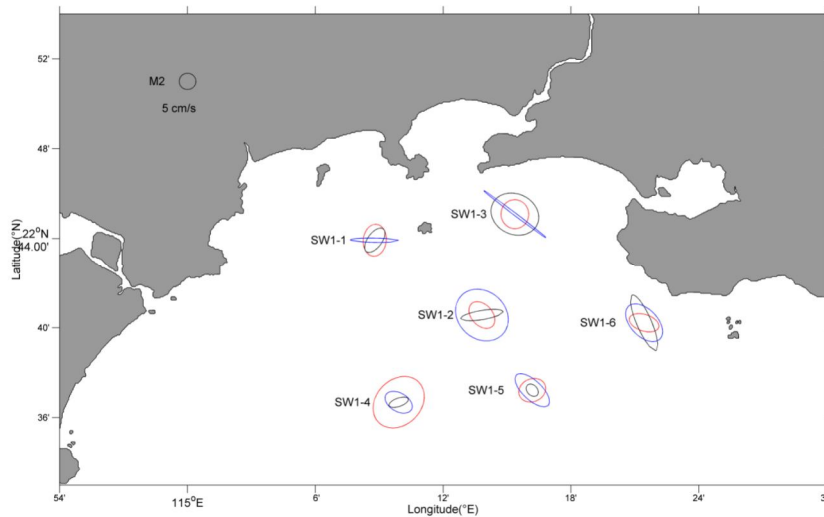 52'
M2
5 cm/s
48'
SW1-3
SW1-1
22°N
44.00'
Latitude(°N)
SW1-2
SW1-6
40'
SW1-5
SW1-4
36'
54'
115°E
6'
12'
18'
24'
Longitude(°E)